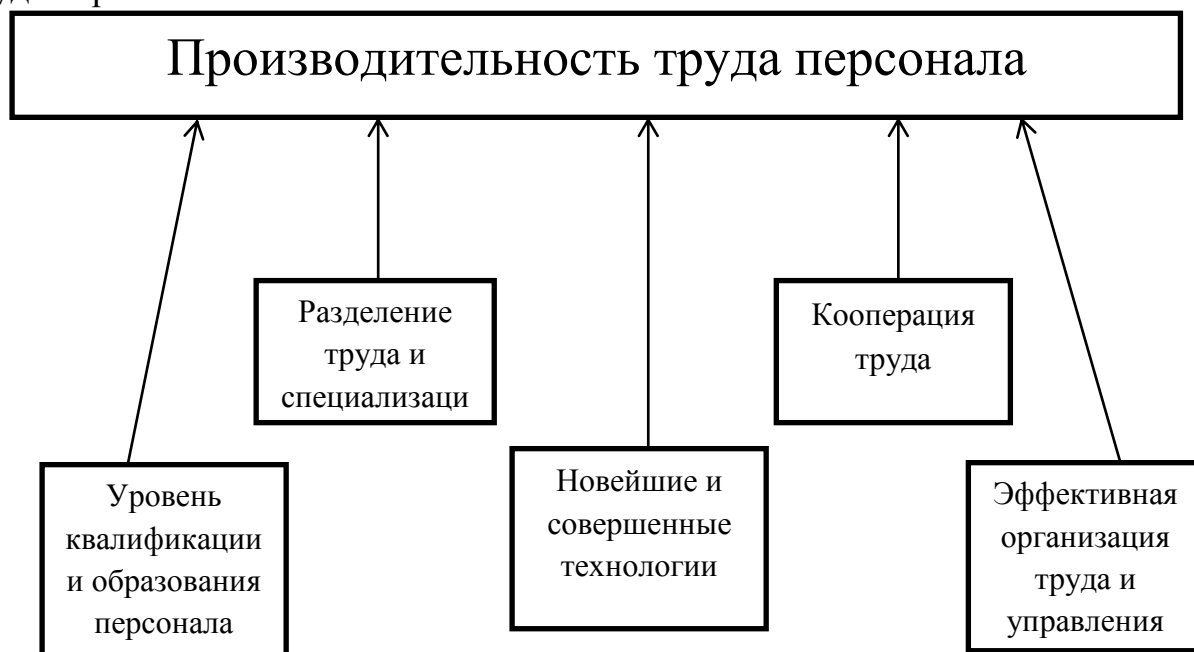 Производительность труда персонала
Разделение
труда и
специализаци
Кооперация
труда
Уровень
квалификации
и образования
персонала
Новейшие и
совершенные
технологии
Эффективная
организация
труда и
управления